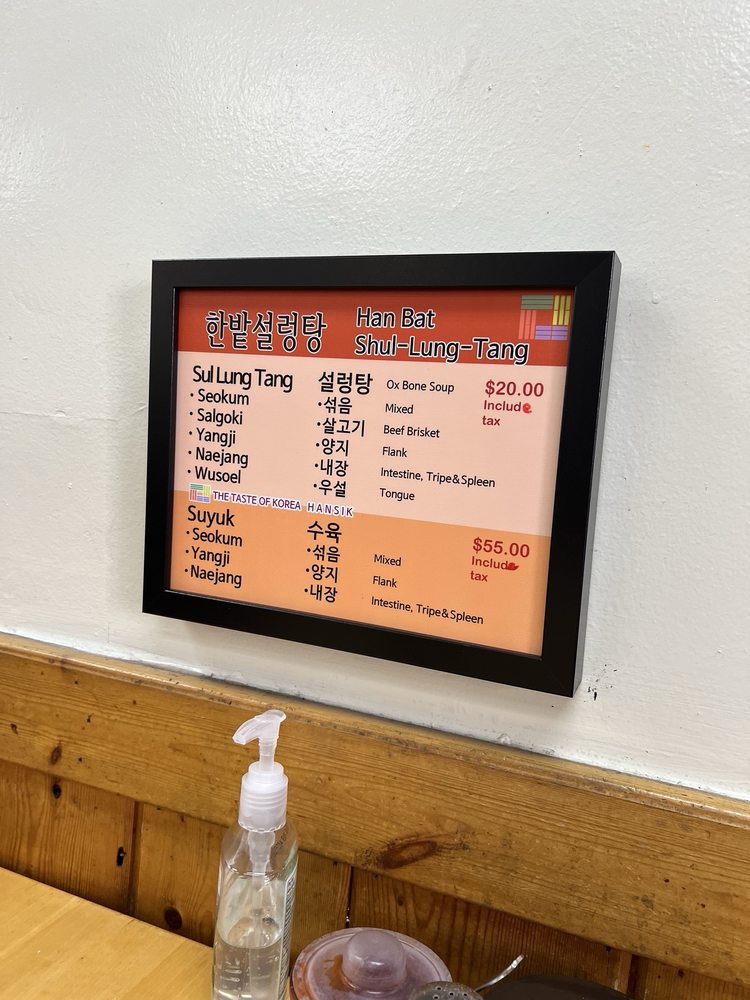 한밭설렁탕 Han Bat
Shul-Lung-Tang
Sul Lung Tang 설렁탕 Ox Bone Soup $20.00
· Seokum ·섞음 Mixed Includ
tax
· Salgoki ·살고기 Beef Brisket
· Yangji ·양지 Flank
· Naejang ·내장 Intestine, Tripe&Spleen
· Wusoel ·우설 Tongue
THE TASTE OF KOREA HANSIK
Suyuk 수육 $55.00
· Seokum ·섞음 Mixed Includ
tax
· Yangji ·양지 Flank
· Naejang ·내장 Intestine, Tripe&Spleen